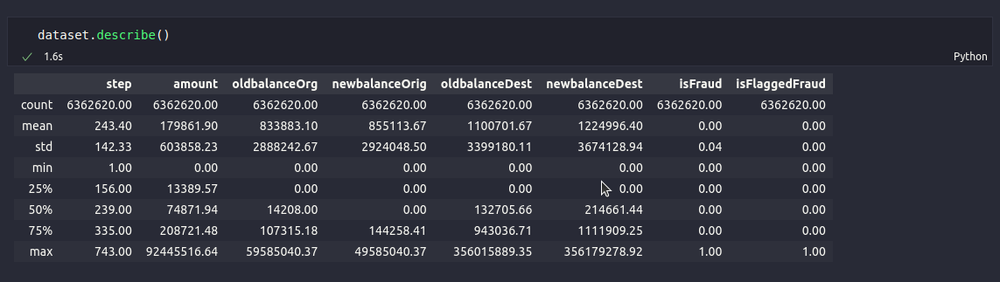 dataset.describe()
1.6s Python
step amount oldbalanceOrg newbalanceOrig oldbalanceDest newbalanceDest isFraud isFlaggedFraud
count 6362620.00 6362620.00 6362620.00 6362620.00 6362620.00 6362620.00 6362620.00 6362620.00
mean 243.40 179861.90 833883.10 855113.67 1100701.67 1224996.40 0.00 0.00
std 142.33 603858.23 2888242.67 2924048.50 3399180.11 3674128.94 0.04 0.00
min 1.00 0.00 0.00 0.00 0.00 0.00 0.00 0.00
25% 156.00 13389.57 0.00 0.00 0.00 0.00 0.00 0.00
50% 239.00 74871.94 14208.00 0.00 132705.66 214661.44 0.00 0.00
75% 335.00 208721.48 107315.18 144258.41 943036.71 1111909.25 0.00 0.00
max 743.00 92445516.64 59585040.37 49585040.37 356015889.35 356179278.92 1.00 1.00